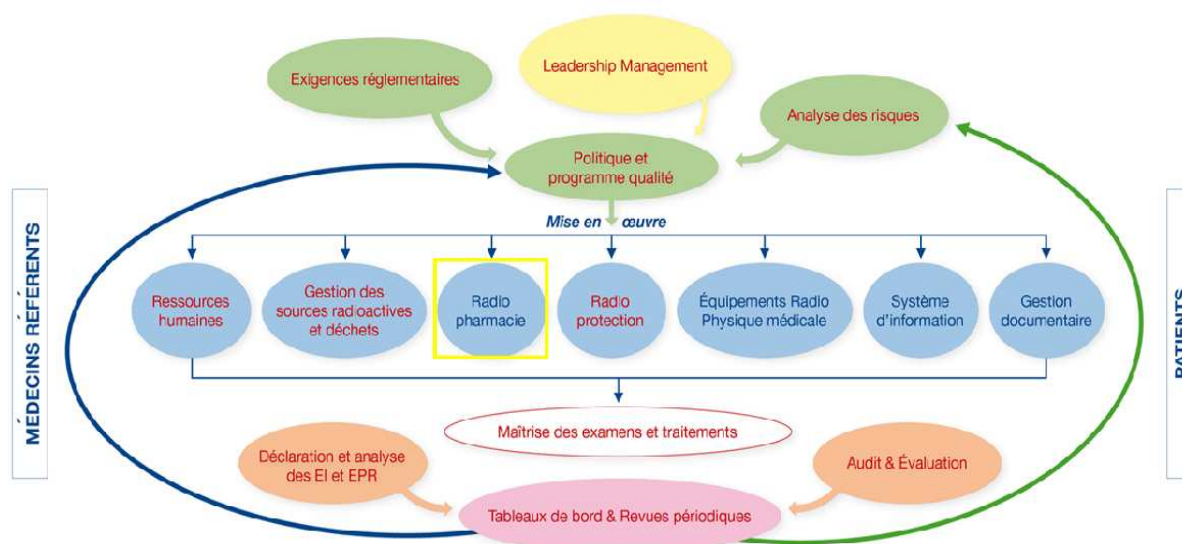 Leadership Management
Exigences réglementaires
Analyse des risques
Politique et
programme qualité
Mise en œuvre
MÉDECINS RÉFÉRENTS
PATIENTS
Ressources
humaines
Gestion des
sources radioactives
et déchets
Radio
pharmacie
Radio
protection
Équipements Radio
Physique médicale
Système
d'information
Gestion
documentaire
Maîtrise des examens et traitements
Déclaration et analyse
des EI et EPR
Audit & Évaluation
Tableaux de bord & Revues périodiques